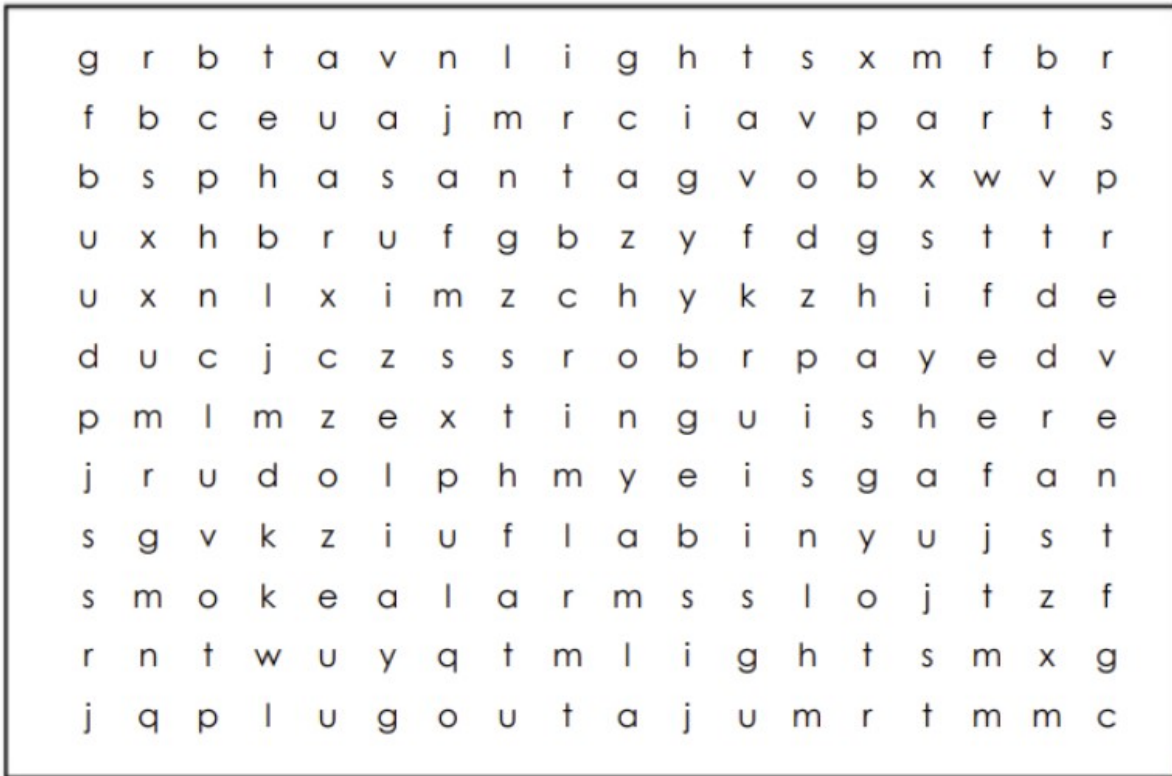 g r b t a v n l i g h t s x m f b r
f b c e u a j m r c i a v p a r t s
b s p h a s a n t a g v o b x w v p
u x h b r u f g b z y f d g s t t r
u x n l x i m z c h y k z h i f d e
d u c j c z s s r o b r p a y e d v
p m l m z e x t i n g u i s h e r e
j r u d o l p h m y e i s g a f a n
s g v k z i u f l a b i n y u j s t
s m o k e a l a r m s s l o j t z f
r n t w u y q t m l i g h t s m x g
j q p l u g o u t a j u m r t m m c